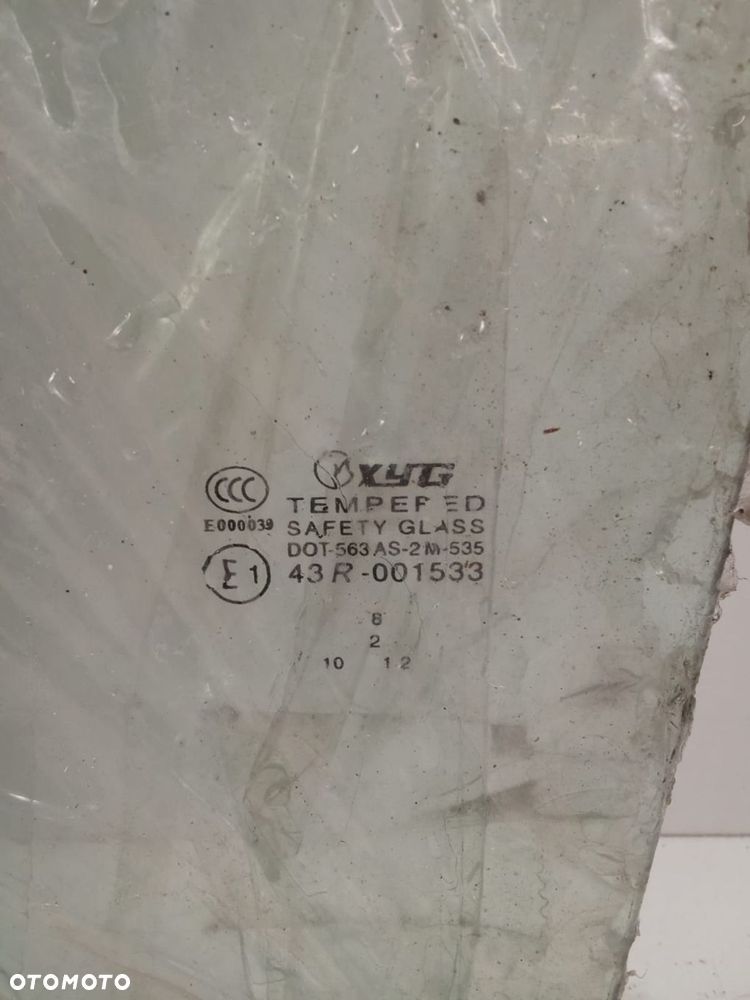 XYG
CCC
TEMPERED
E000039
SAFETY GLASS
DOT-563 AS-2 M-535
E1
43R-001533
8
2
10 12
OTOMOTO